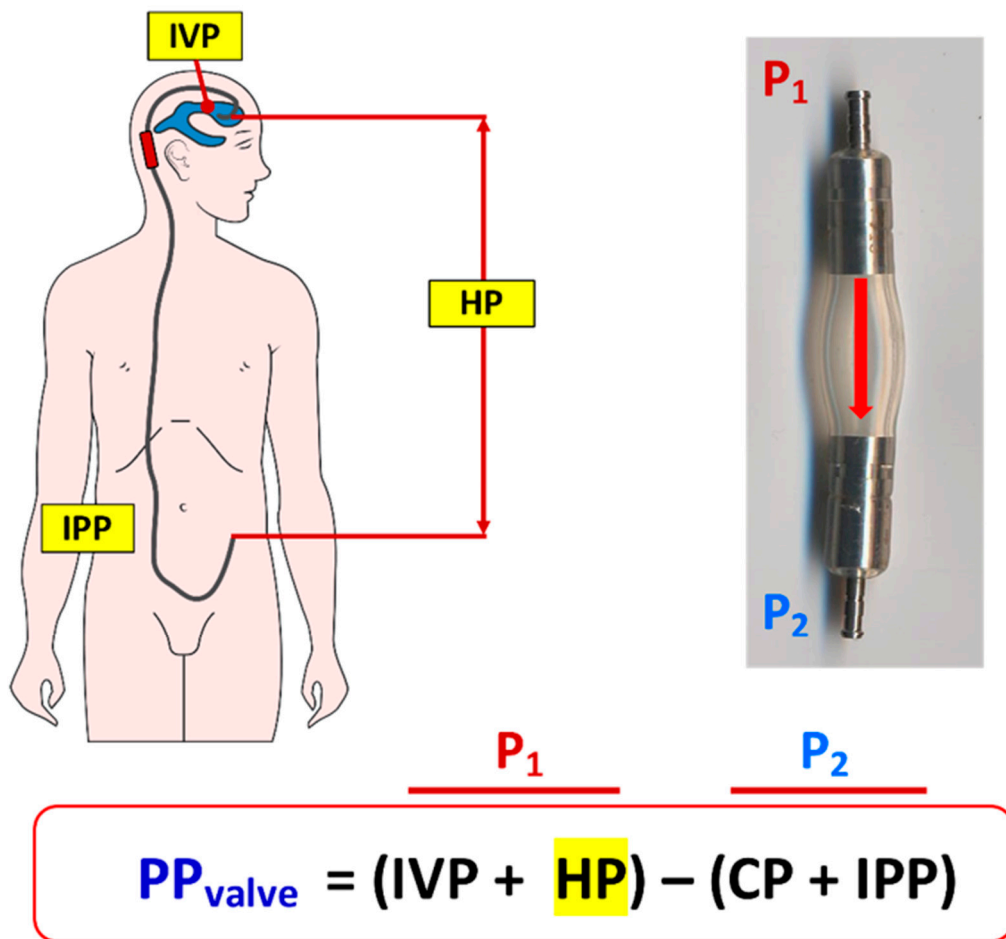 IVP
P₁
HP
IPP
P₂
P₁ P₂
PPvalve = (IVP + HP) – (CP + IPP)